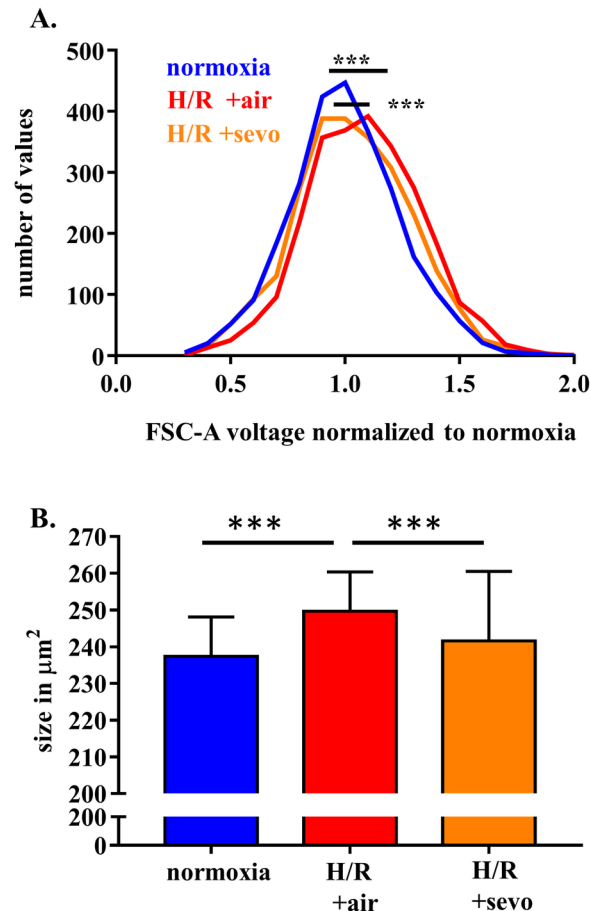 A.
number of values
500
400
300
200
100
0
normoxia
H/R +air
H/R +sevo
***
***
0.0 0.5 1.0 1.5 2.0
FSC-A voltage normalized to normoxia
B.
size in μm²
270
260
250
240
230
220
210
200
200
0
*** ***
normoxia H/R H/R
+air +sevo